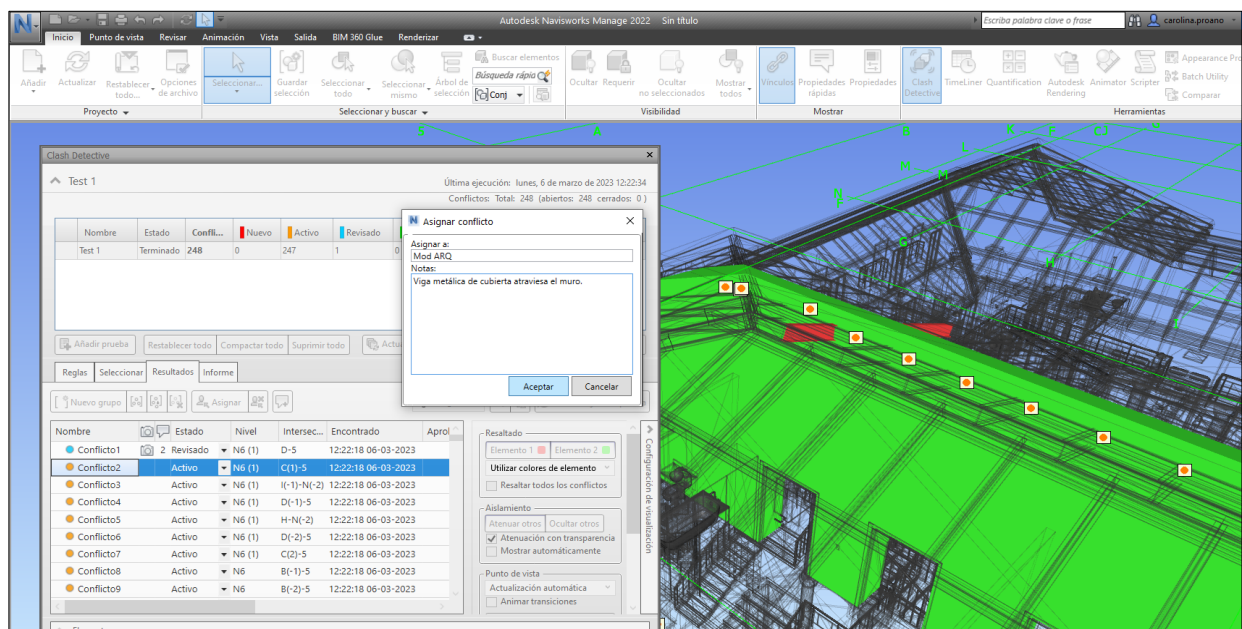 Autodesk Navisworks Manage 2022 Sin título
Escriba palabra clave o frase
carolina.proano
Inicio Punto de vista Revisar Animación Vista Salida BIM 360 Glue Renderizar
Añadir
Actualizar
Restablecer todo...
Opciones de archivo
Seleccionar...
Guardar selección
Seleccionar todo
Seleccionar mismo
Árbol de selección
Buscar elementos
Búsqueda rápio
Conj
Ocultar
Requerir
Ocultar no seleccionados
Mostrar todos
Vínculos
Propiedades rápidas
Propiedades
Clash Detective
TimeLiner
Quantification
Autodesk Rendering
Animator
Scripter
Appearance Pro
Batch Utility
Comparar
Proyecto Seleccionar y buscar Visibilidad Mostrar Herramientas
Clash Detective
Test 1
Última ejecución: lunes, 6 de marzo de 2023 12:22:34
Conflictos: Total: 248 (abiertos: 248 cerrados: 0)
Nombre Estado Confli... Nuevo Activo Revisado
Test 1 Terminado 248 0 247 1 0
Asignar conflicto
Asignar a:
Mod ARQ
Notas:
Viga metálica de cubierta atraviesa el muro.
Aceptar Cancelar
Añadir prueba Restablecer todo Compactar todo Suprimir todo Actu
Reglas Seleccionar Resultados Informe
Nuevo grupo Asignar
Nombre Estado Nivel Intersec... Encontrado Aprol
Conflicto1 2 Revisado N6 (1) D-5 12:22:18 06-03-2023
Conflicto2 Activo N6 (1) C(1)-5 12:22:18 06-03-2023
Conflicto3 Activo N6 (1) I(-1)-N(-2) 12:22:18 06-03-2023
Conflicto4 Activo N6 (1) D(-1)-5 12:22:18 06-03-2023
Conflicto5 Activo N6 (1) H-N(-2) 12:22:18 06-03-2023
Conflicto6 Activo N6 (1) D(-2)-5 12:22:18 06-03-2023
Conflicto7 Activo N6 (1) C(2)-5 12:22:18 06-03-2023
Conflicto8 Activo N6 B(-1)-5 12:22:18 06-03-2023
Conflicto9 Activo N6 B(-2)-5 12:22:18 06-03-2023
Resaltado
Elemento 1 Elemento 2
Utilizar colores de elemento
Resaltar todos los conflictos
Aislamiento
Atenuar otros Ocultar otros
Atenuación con transparencia
Mostrar automáticamente
Punto de vista
Actualización automática
Animar transiciones
Configuración de visualización
A
B
K
L
M
M
N
G
H